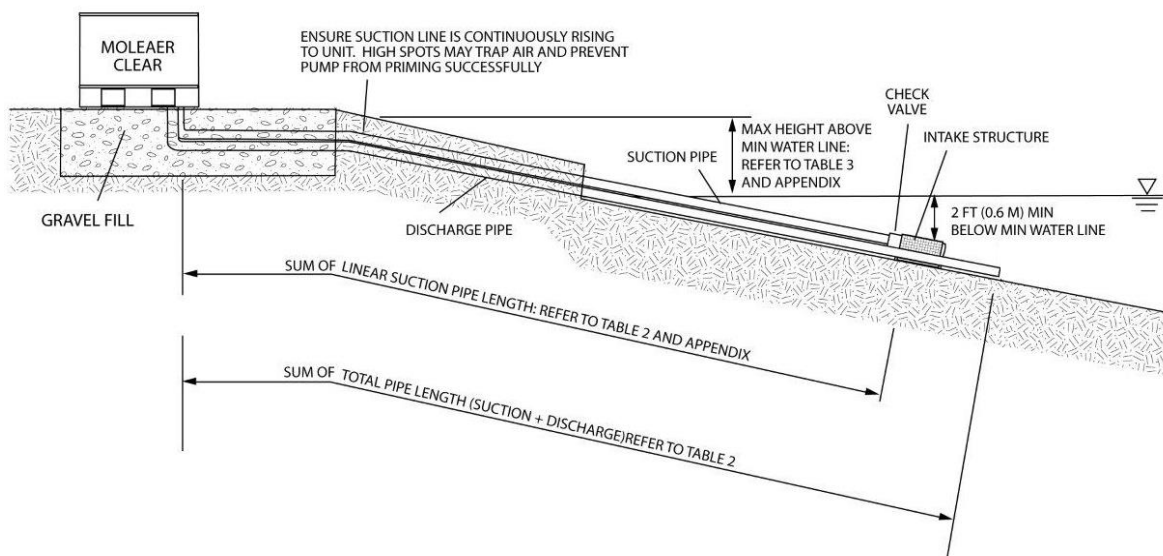 MOLEAER
CLEAR
ENSURE SUCTION LINE IS CONTINUOUSLY RISING
TO UNIT. HIGH SPOTS MAY TRAP AIR AND PREVENT
PUMP FROM PRIMING SUCCESSFULLY
CHECK
VALVE
INTAKE STRUCTURE
MAX HEIGHT ABOVE
MIN WATER LINE:
REFER TO TABLE 3
AND APPENDIX
SUCTION PIPE
2 FT (0.6 M) MIN
BELOW MIN WATER LINE
GRAVEL FILL
DISCHARGE PIPE
SUM OF LINEAR SUCTION PIPE LENGTH: REFER TO TABLE 2 AND APPENDIX
SUM OF TOTAL PIPE LENGTH (SUCTION + DISCHARGE)REFER TO TABLE 2